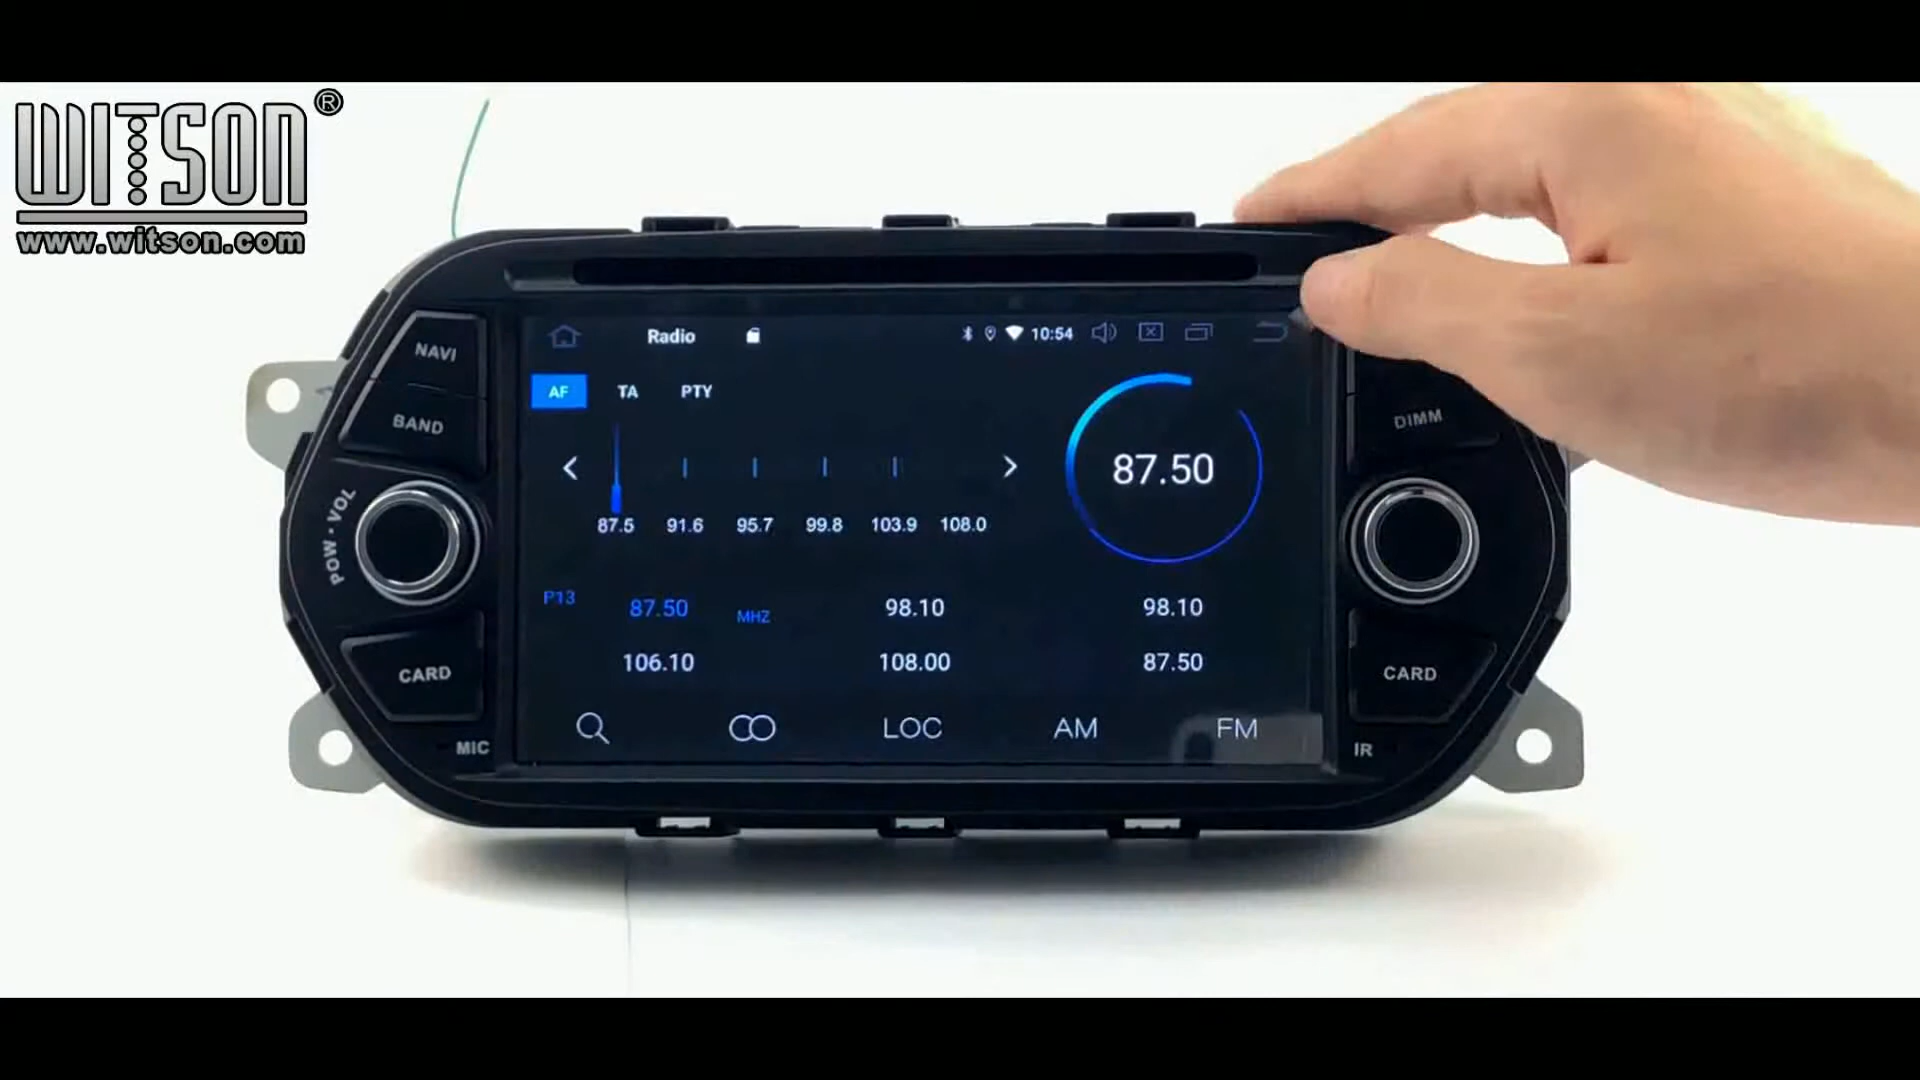 WITSON®
www.witson.com
NAVI
BAND
POW · VOL
CARD
MIC
Radio
10:54
AF TA PTY
87.5 91.6 95.7 99.8 103.9 108.0
87.50
P13 87.50 MHZ 98.10 98.10
106.10 108.00 87.50
LOC AM FM
DIMM
CARD
IR